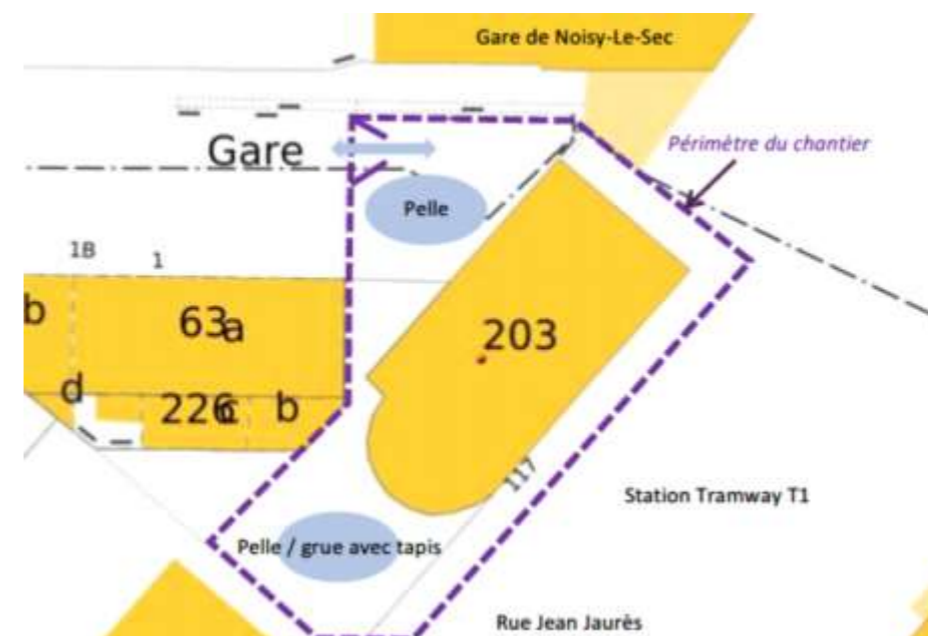 Gare de Noisy-Le-Sec
Gare
Périmètre du chantier
Pelle
1B
1
b
63
a
203
d
226
c
b
117
Station Tramway T1
Pelle / grue avec tapis
Rue Jean Jaurès